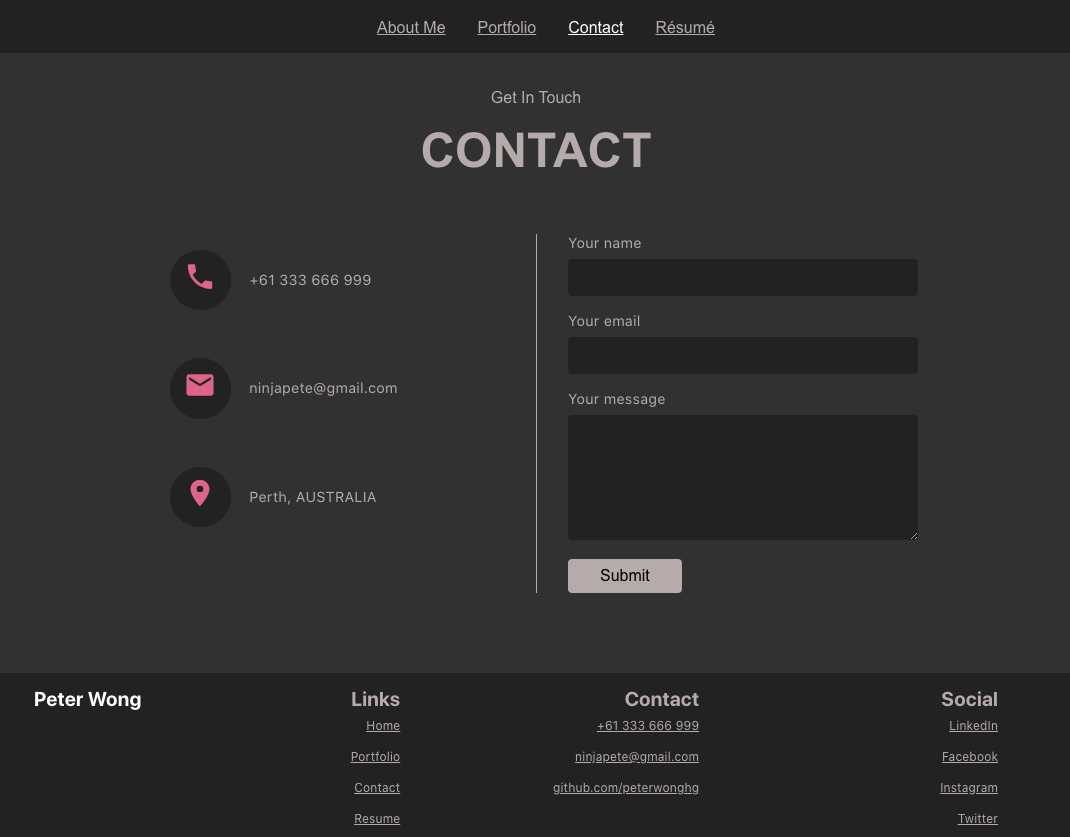 About Me Portfolio Contact Résumé
Get In Touch
CONTACT
+61 333 666 999
ninjapete@gmail.com
Perth, AUSTRALIA
Your name
Your email
Your message
Submit
Peter Wong
Links
Home
Portfolio
Contact
Resume
Contact
+61 333 666 999
ninjapete@gmail.com
github.com/peterwonghg
Social
LinkedIn
Facebook
Instagram
Twitter